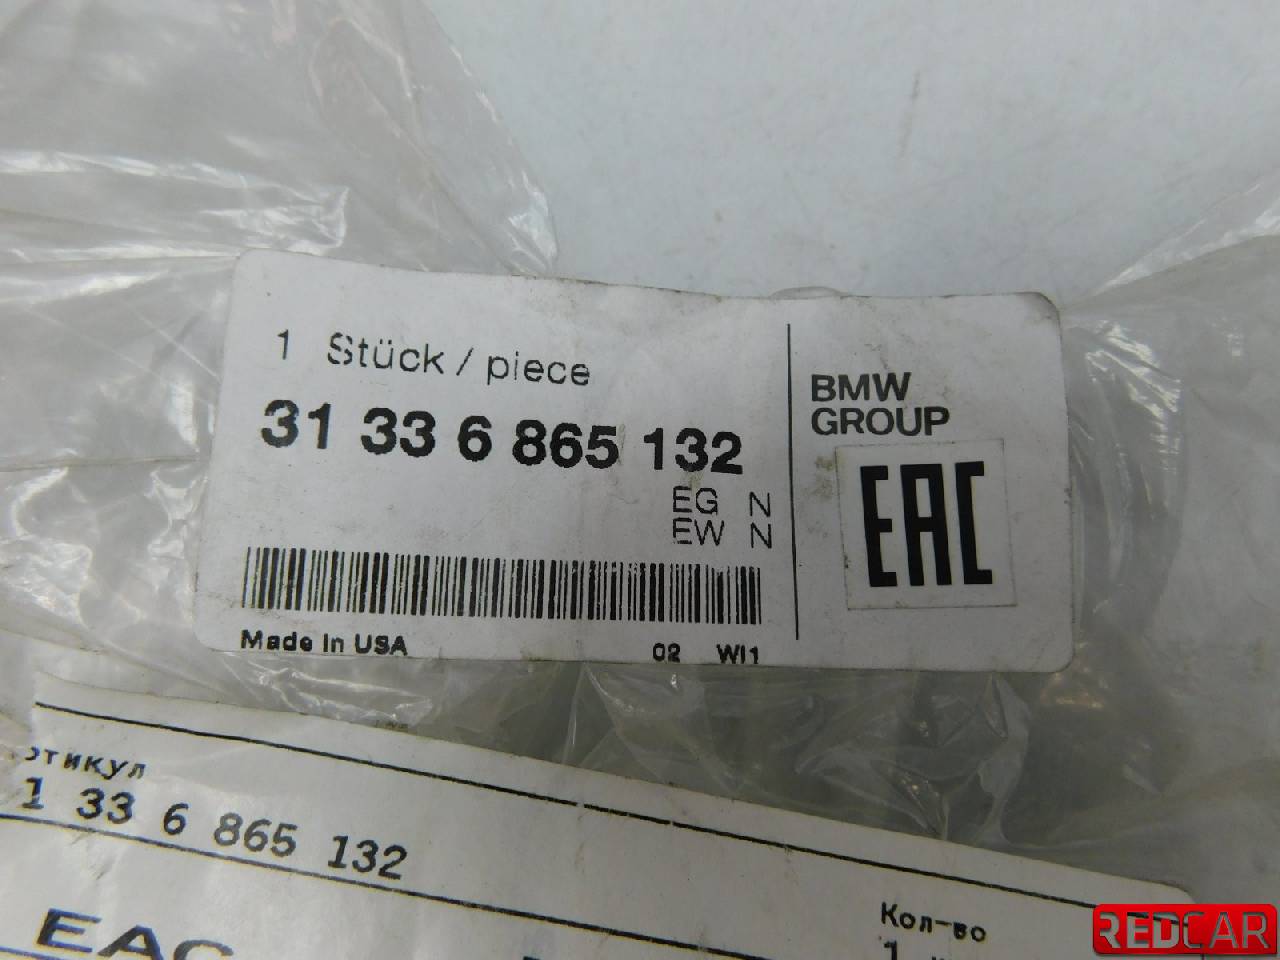 1 Stück / piece
31 33 6 865 132
EG N
EW N
Made in USA 02 WI1
BMW
GROUP
EAC
1 33 6 865 132
EAC
Кол-во
1
REDCAR